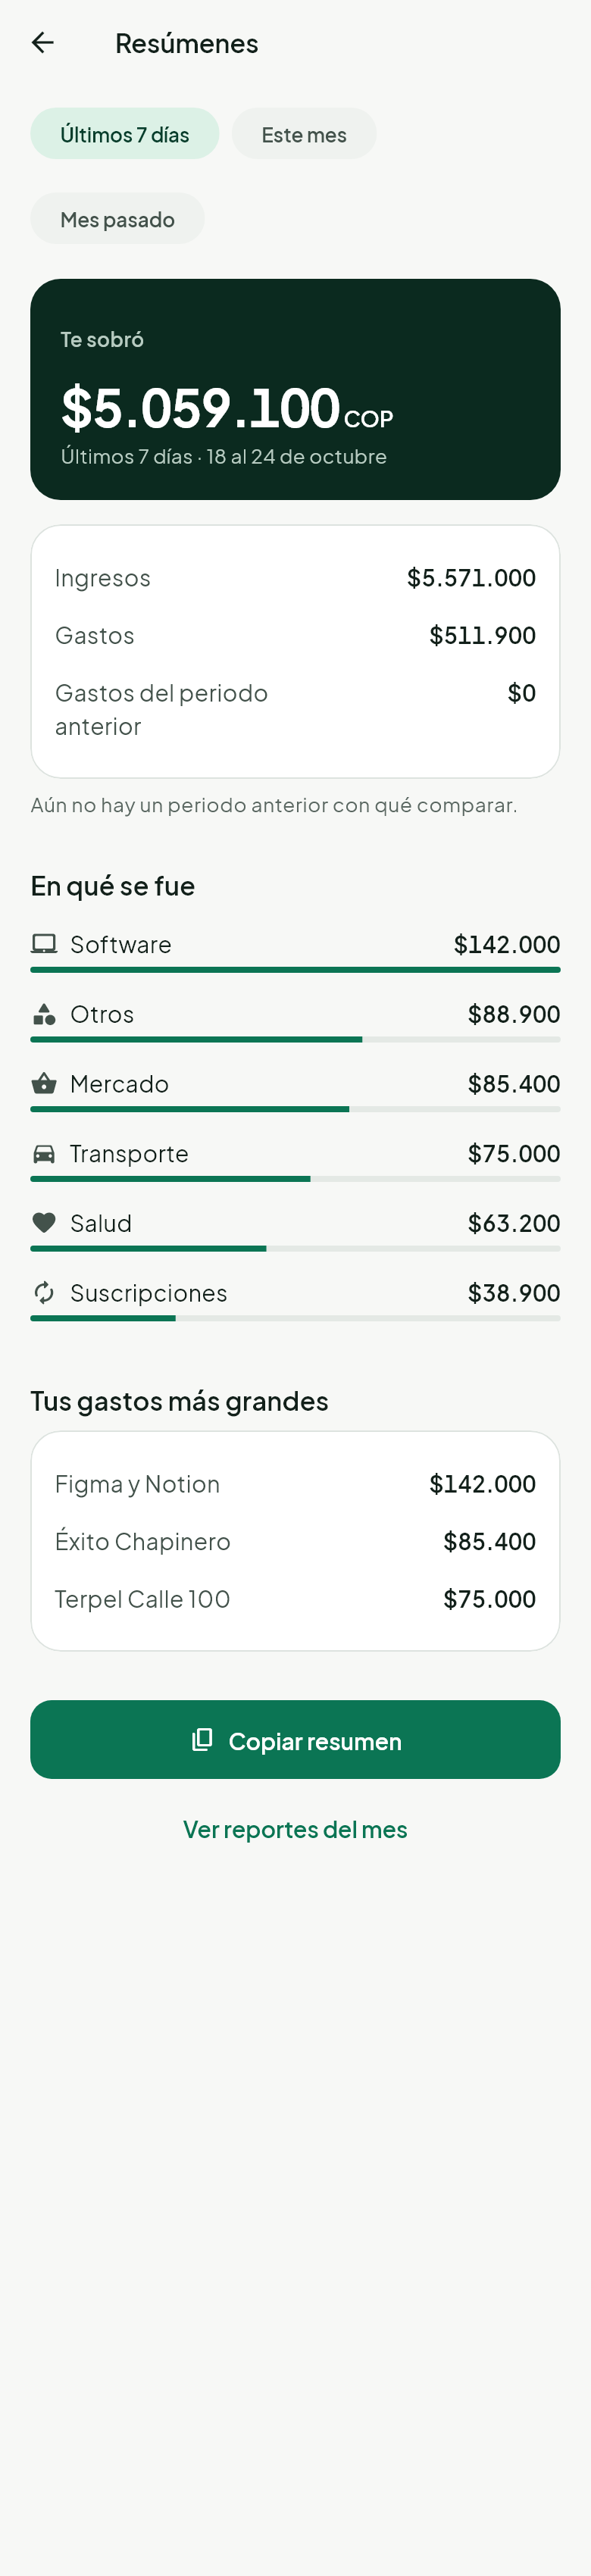 Resúmenes
Últimos 7 días
Este mes
Mes pasado
Te sobró
$5.059.100 COP
Últimos 7 días · 18 al 24 de octubre
Ingresos $5.571.000
Gastos $511.900
Gastos del periodo $0
anterior
Aún no hay un periodo anterior con qué comparar.
En qué se fue
Software $142.000
Otros $88.900
Mercado $85.400
Transporte $75.000
Salud $63.200
Suscripciones $38.900
Tus gastos más grandes
Figma y Notion $142.000
Éxito Chapinero $85.400
Terpel Calle 100 $75.000
Copiar resumen
Ver reportes del mes